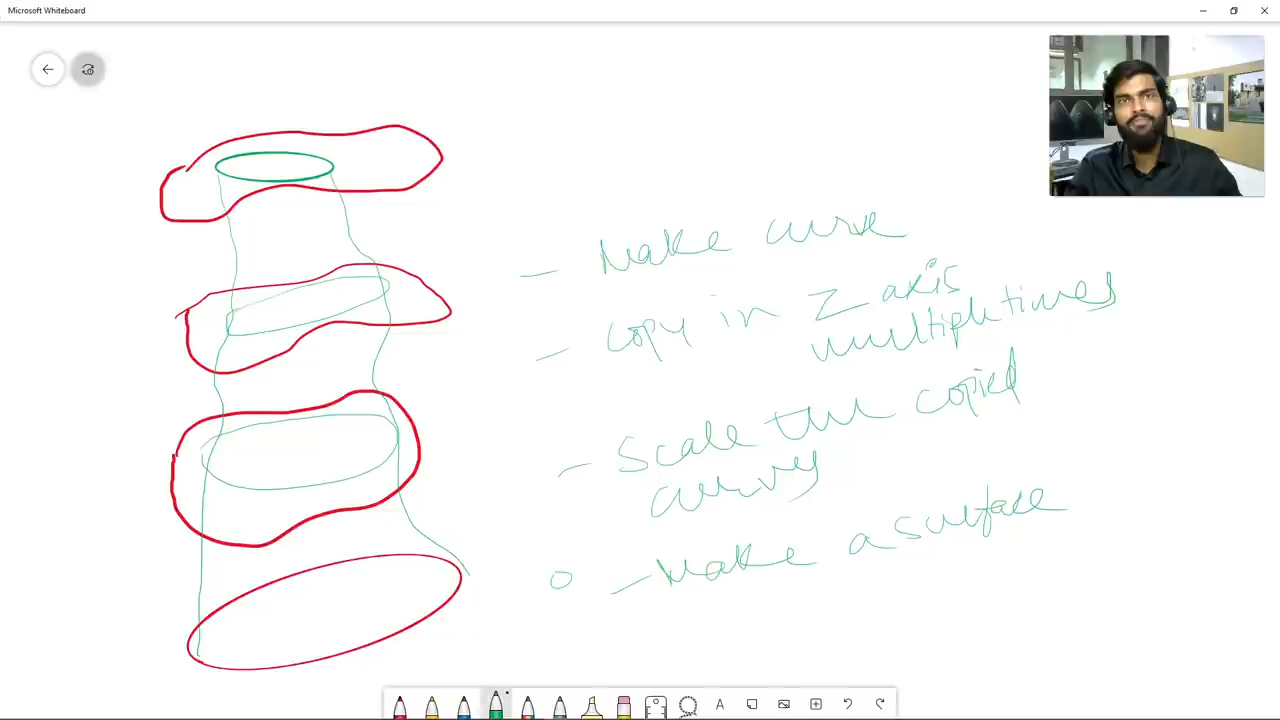 Microsoft Whiteboard
- Make curve
- copy in Z axis
multiple times
- Scale the copied
curves
- Make a surface
A